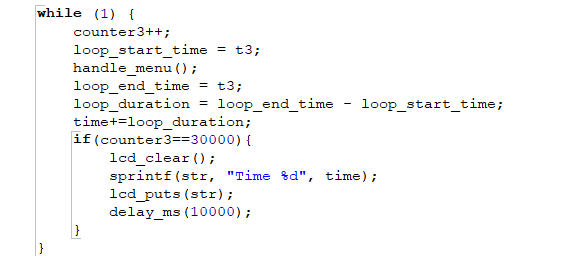 while (1) {
counter3++;
loop_start_time = t3;
handle_menu();
loop_end_time = t3;
loop_duration = loop_end_time - loop_start_time;
time+=loop_duration;
if(counter3==30000){
lcd_clear();
sprintf(str, "Time %d", time);
lcd_puts(str);
delay_ms(10000);
}
}